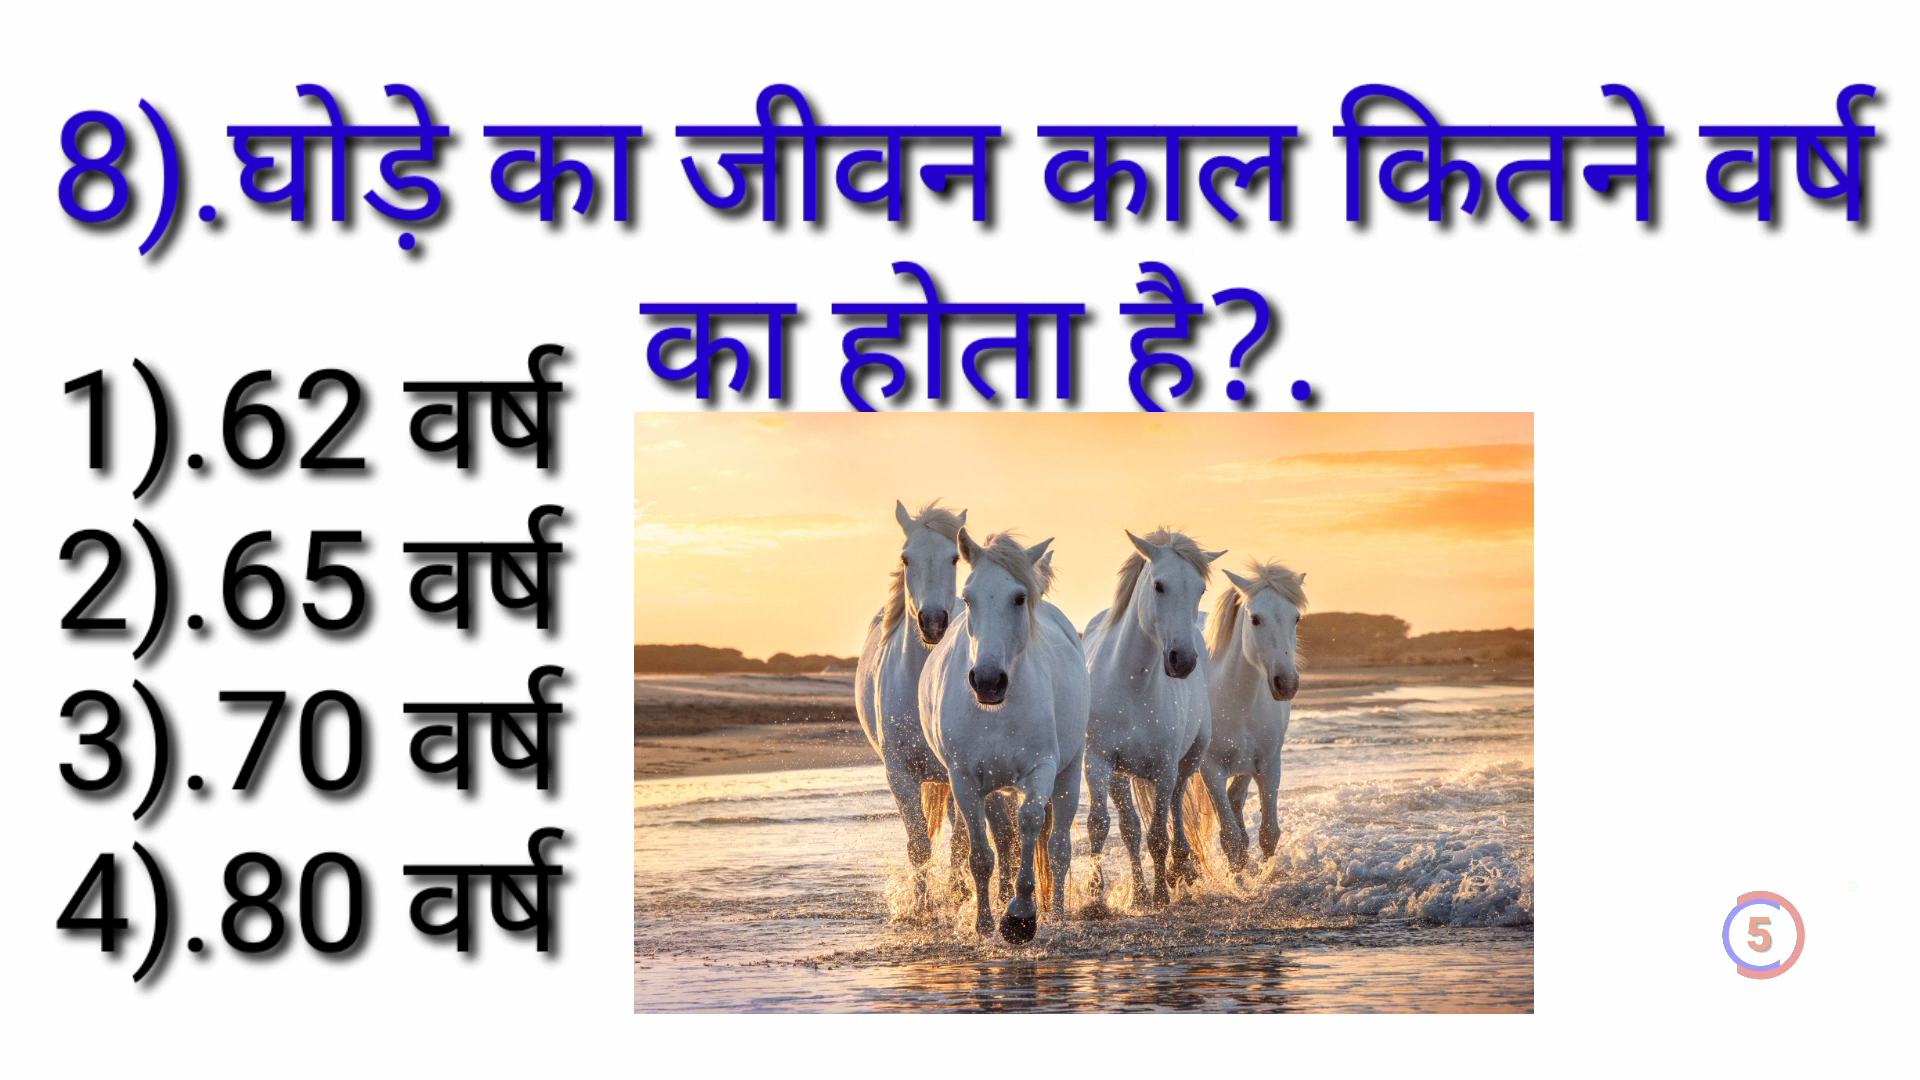 8).घोड़े का जीवन काल कितने वर्ष
का होता है?.
1).62 वर्ष
2).65 वर्ष
3).70 वर्ष
4).80 वर्ष
5